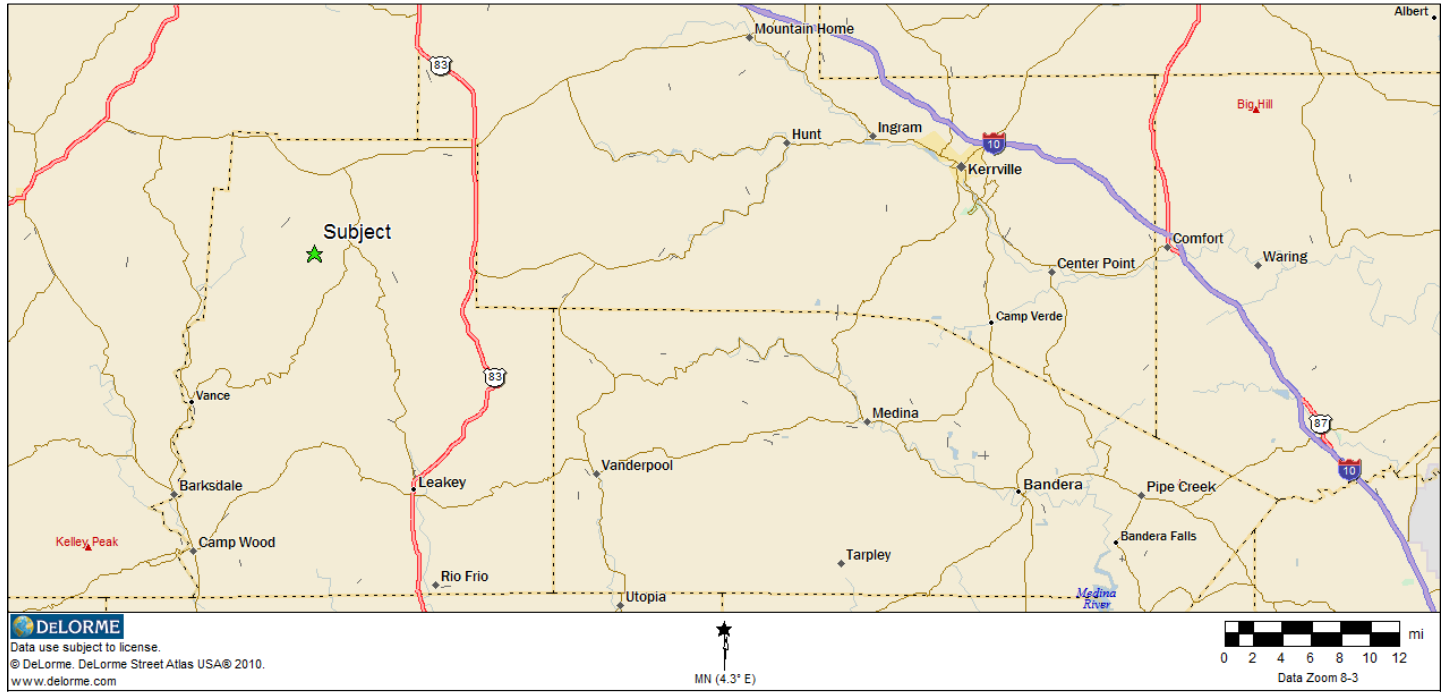 Albert
Mountain Home
83
Big Hill
Hunt
Ingram
10
Kerrville
Subject
Comfort
Center Point
Waring
Camp Verde
83
Vance
Medina
87
Vanderpool
10
Leakey
Barksdale
Bandera
Pipe Creek
Kelley Peak
Camp Wood
Bandera Falls
Tarpley
Rio Frio
Utopia
Medina
River
DELORME
Data use subject to license.
© DeLorme. DeLorme Street Atlas USA® 2010.
www.delorme.com
MN (4.3° E)
mi
0 2 4 6 8 10 12
Data Zoom 8-3